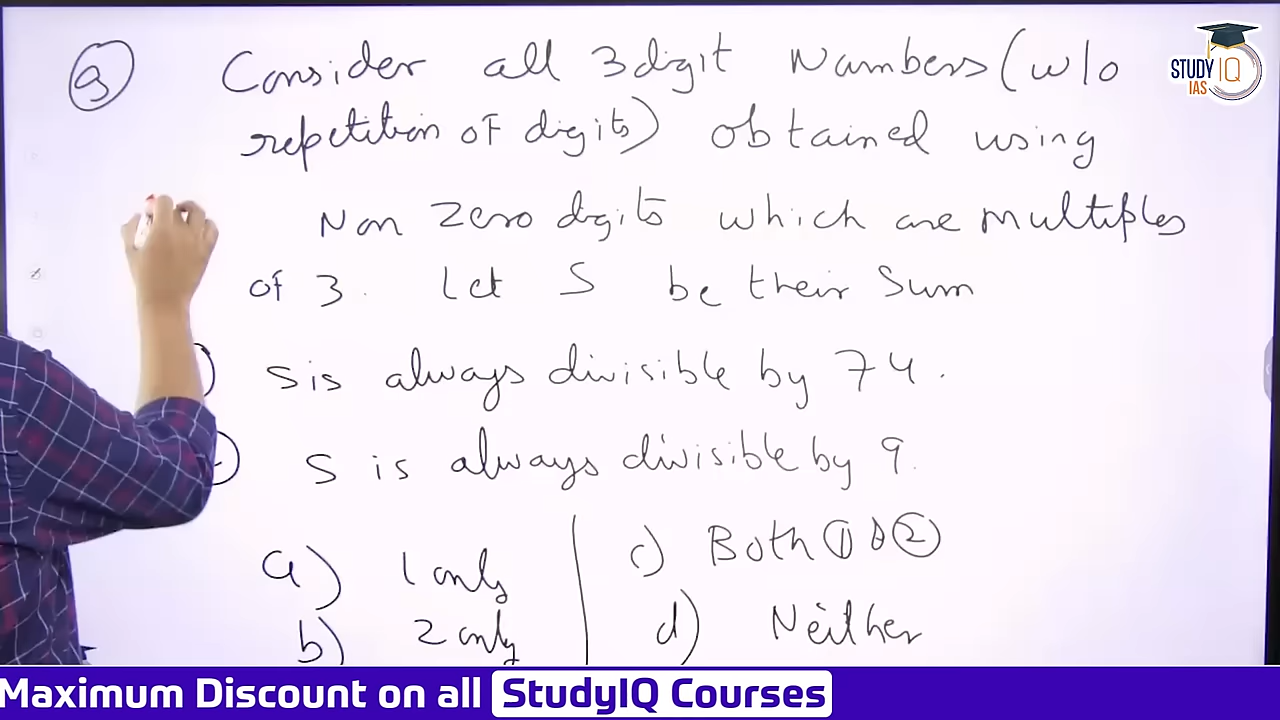 Q Consider all 3 digit Numbers (w/o
STUDY IQ
IAS
repetition of digits) obtained using
Non zero digits which are multiples
of 3. Let S be their Sum
S is always divisible by 74.
S is always divisible by 9.
a) 1 only
c) Both ① & ②
b) 2 only
d) Neither
Maximum Discount on all StudyIQ Courses